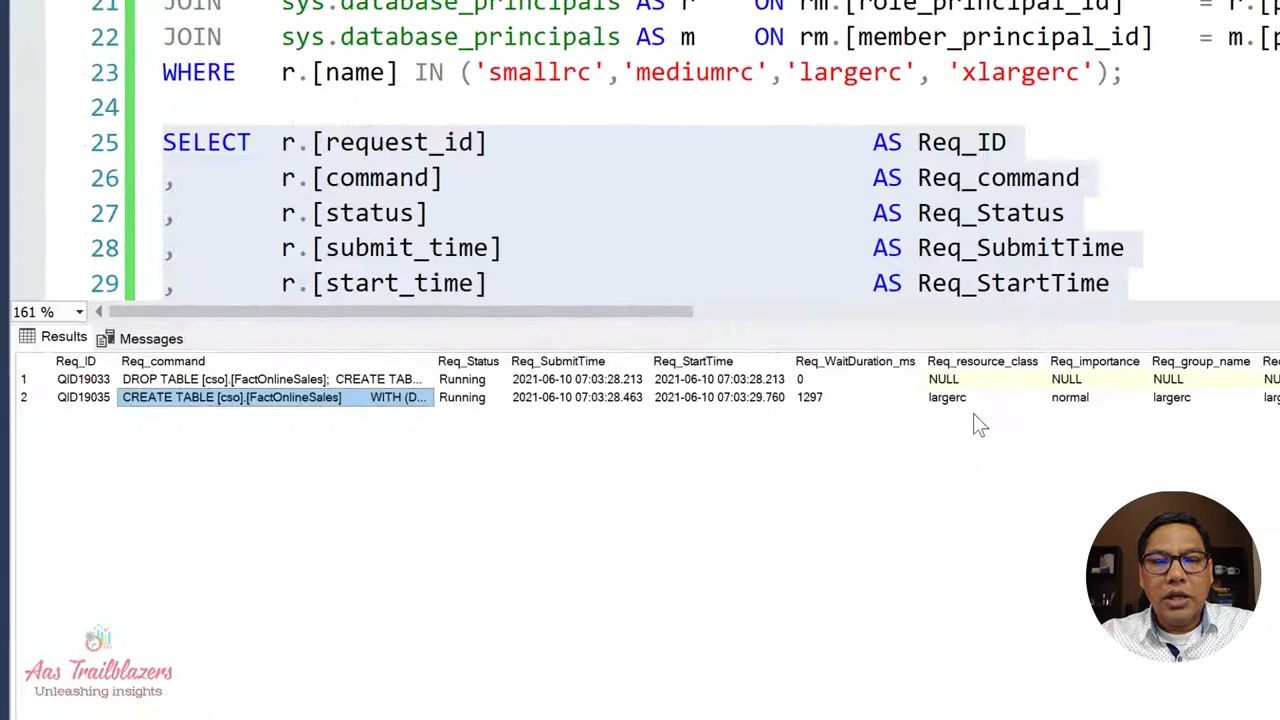 21 JOIN sys.database_principals AS r ON rm.[role_principal_id] = r.[p
22 JOIN sys.database_principals AS m ON rm.[member_principal_id] = m.[p
23 WHERE r.[name] IN ('smallrc','mediumrc','largerc', 'xlargerc');
24
25 SELECT r.[request_id] AS Req_ID
26 , r.[command] AS Req_command
27 , r.[status] AS Req_Status
28 , r.[submit_time] AS Req_SubmitTime
29 , r.[start_time] AS Req_StartTime
161 %
Results Messages
Req_ID Req_command Req_Status Req_SubmitTime Req_StartTime Req_WaitDuration_ms Req_resource_class Req_importance Req_group_name Re
1 QID19033 DROP TABLE [cso].[FactOnlineSales]; CREATE TAB... Running 2021-06-10 07:03:28.213 2021-06-10 07:03:28.213 0 NULL NULL NULL
2 QID19035 CREATE TABLE [cso].[FactOnlineSales] WITH (D... Running 2021-06-10 07:03:28.463 2021-06-10 07:03:29.760 1297 largerc normal largerc lar
Aas Trailblazers
Unleashing insights